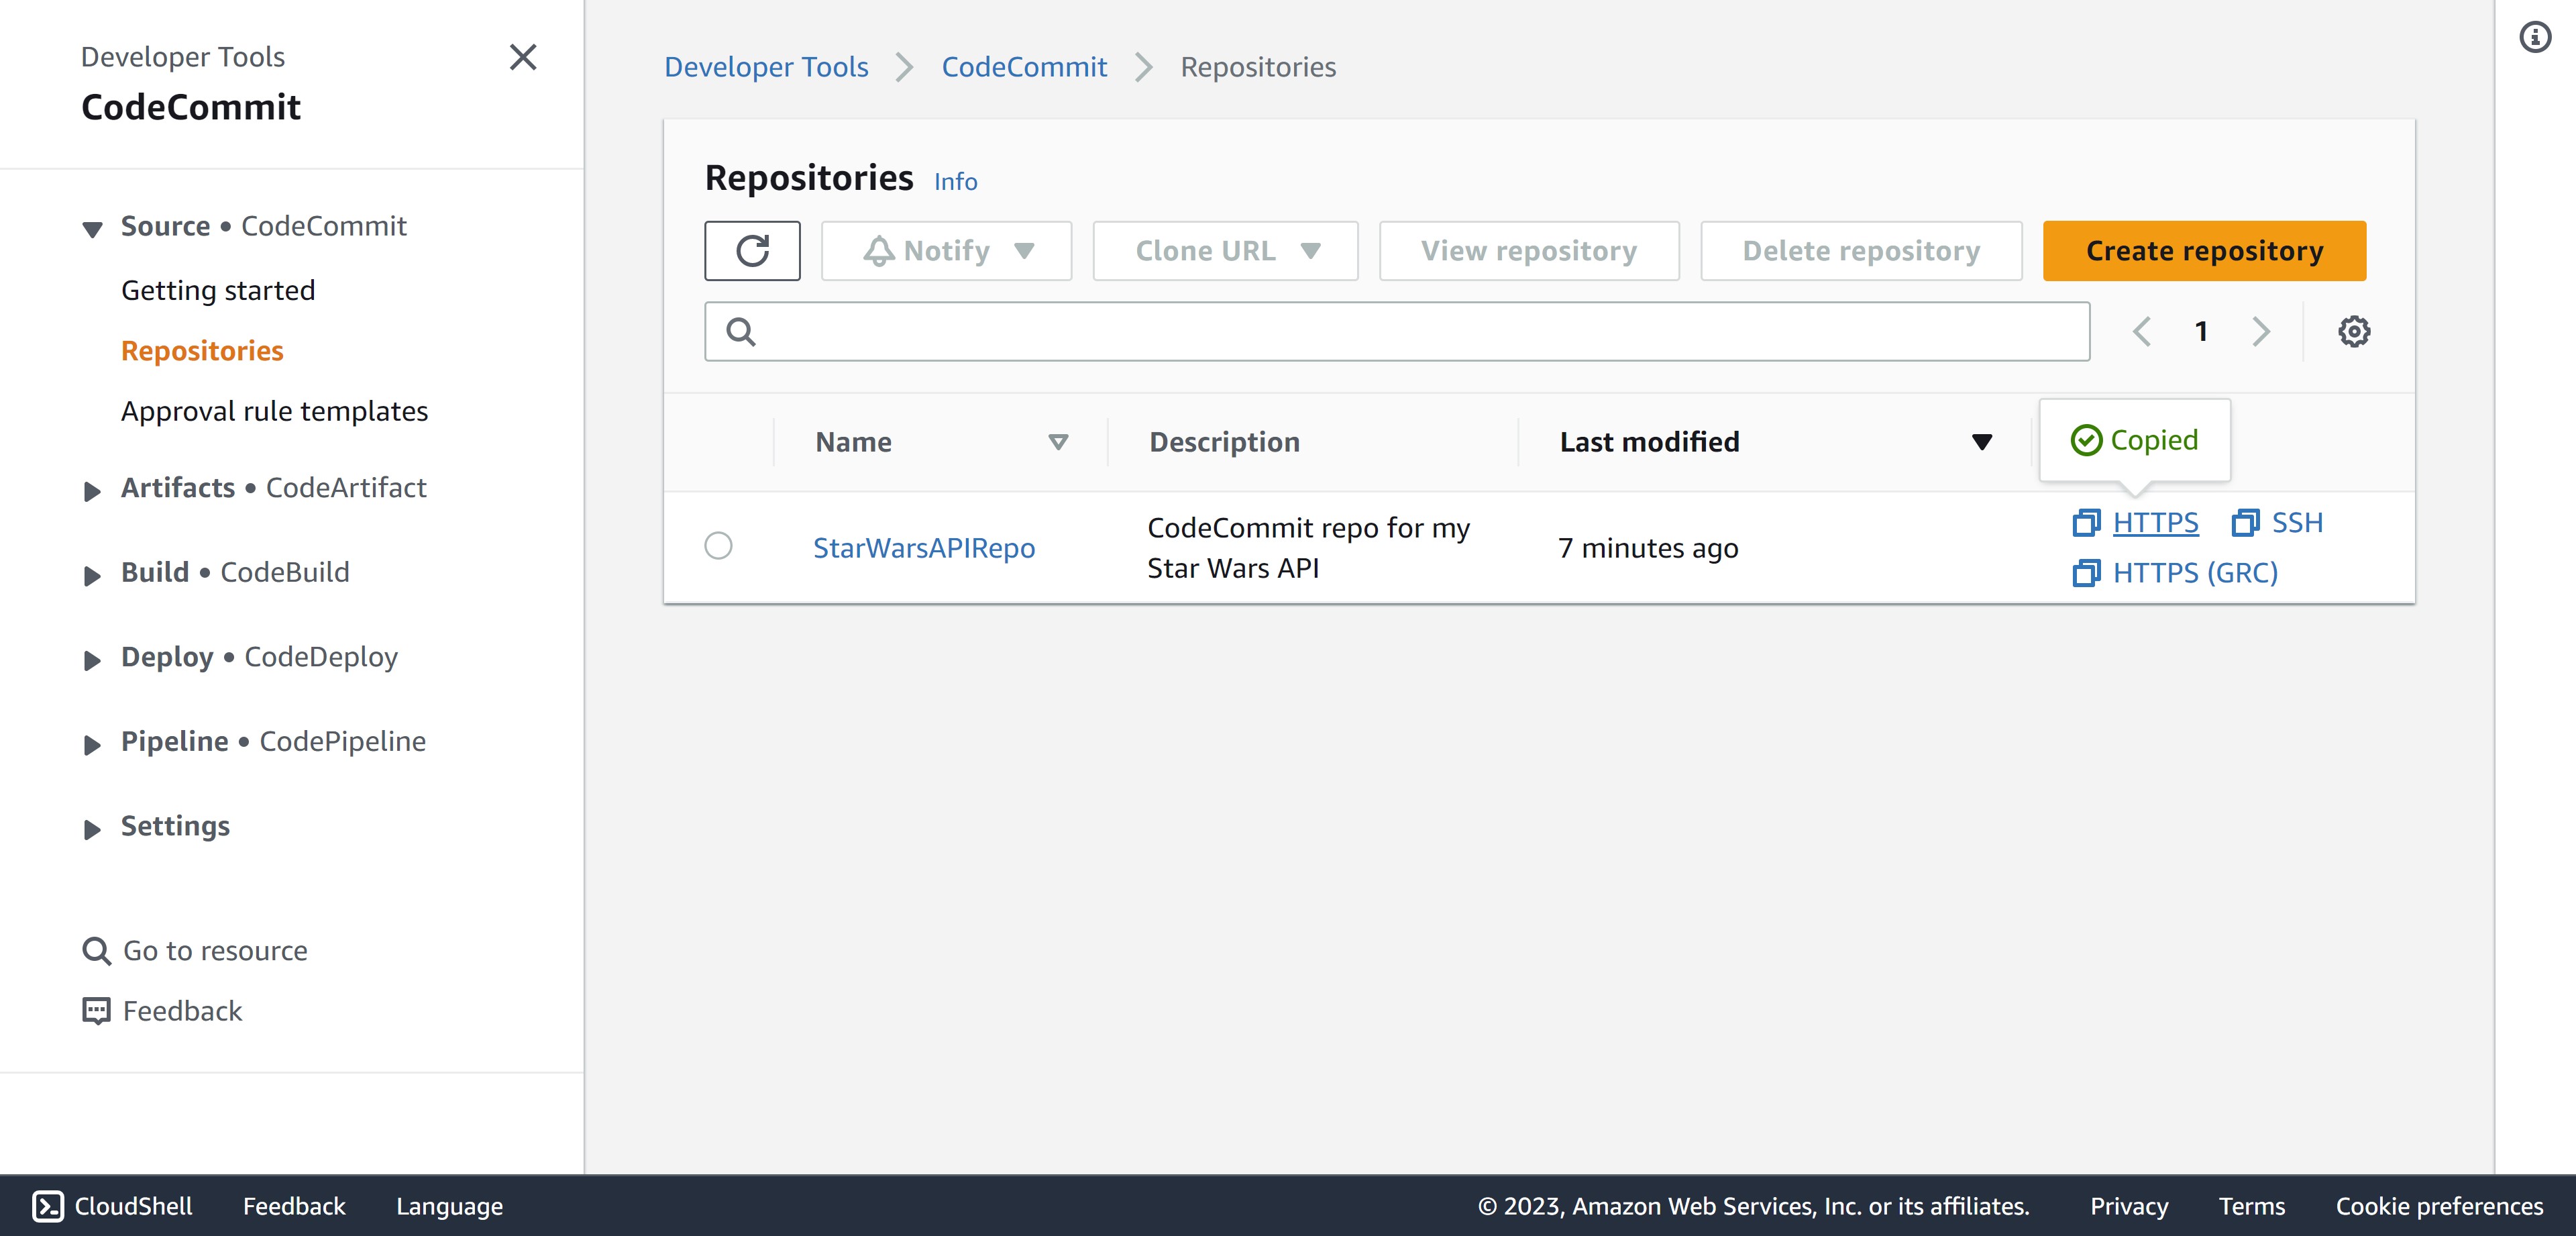 Developer Tools
CodeCommit
Source • CodeCommit
Getting started
Repositories
Approval rule templates
Artifacts • CodeArtifact
Build • CodeBuild
Deploy • CodeDeploy
Pipeline • CodePipeline
Settings
Go to resource
Feedback
Developer Tools CodeCommit Repositories
Repositories Info
Notify Clone URL View repository Delete repository Create repository
1
Name Description Last modified
Copied
StarWarsAPIRepo
CodeCommit repo for my
Star Wars API
7 minutes ago
HTTPS SSH
HTTPS (GRC)
CloudShell Feedback Language © 2023, Amazon Web Services, Inc. or its affiliates. Privacy Terms Cookie preferences